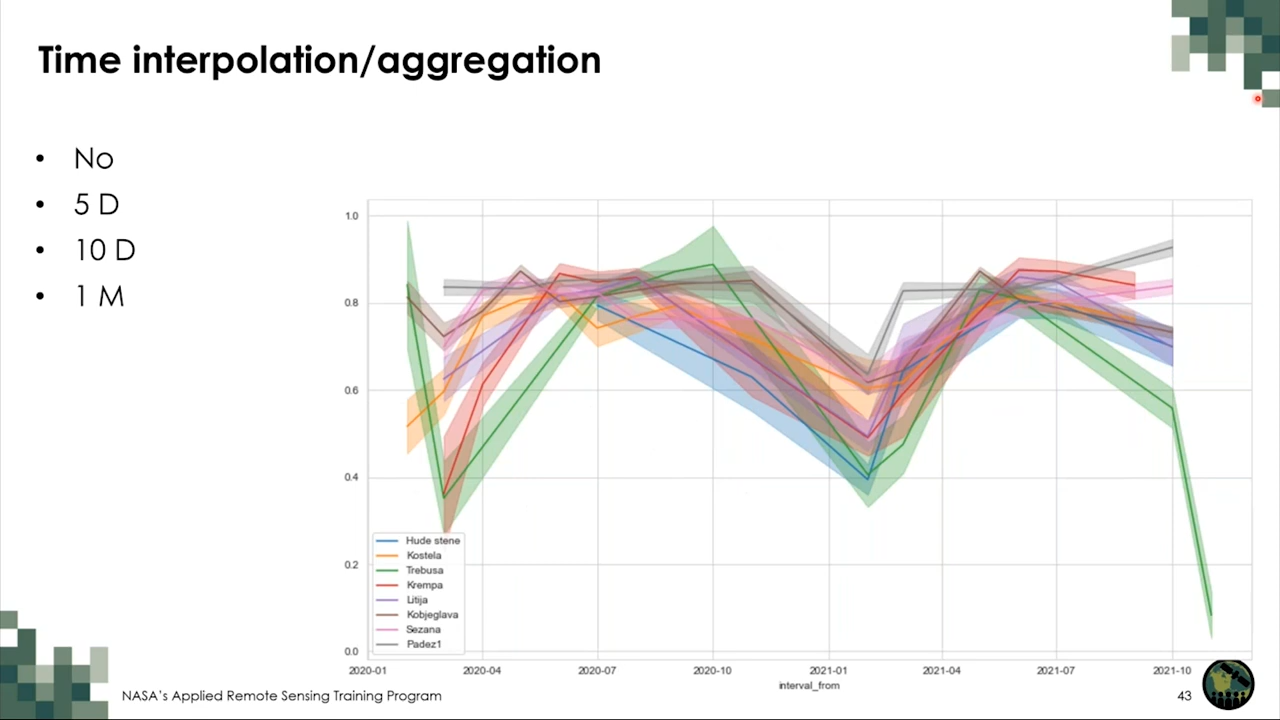 Time interpolation/aggregation
• No
• 5 D
• 10 D
• 1 M
1.0
0.8
0.6
0.4
0.2
0.0
Hude stene
Kostela
Trebusa
Krempa
Litija
Kobjeglava
Sezana
Padez1
2020-01 2020-04 2020-07 2020-10 2021-01 2021-04 2021-07 2021-10
interval_from
NASA's Applied Remote Sensing Training Program 43